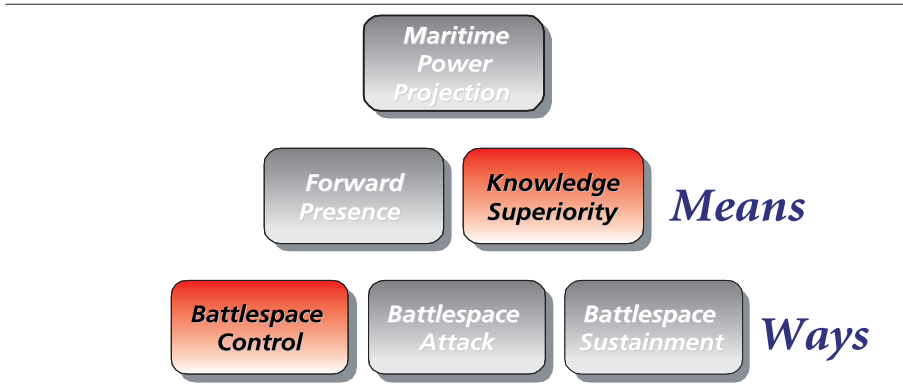 Maritime
Power
Projection
Forward
Presence
Knowledge
Superiority
Means
Battlespace
Control
Battlespace
Attack
Battlespace
Sustainment
Ways